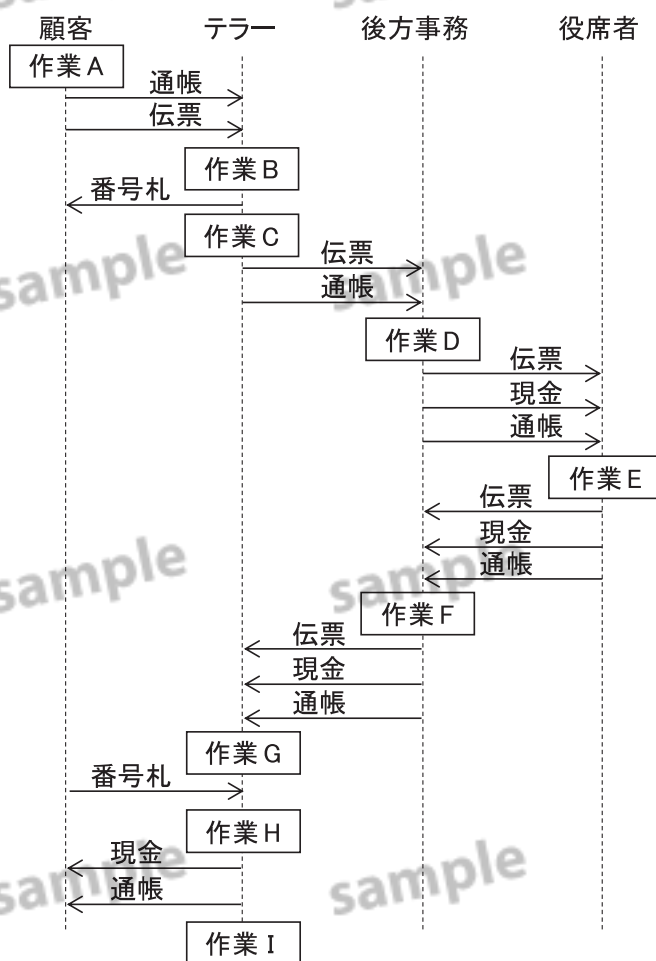 顧客 テラー 後方事務 役席者
作業A
通帳
伝票
作業B
番号札
作業C
伝票
sample sample
通帳
作業D
伝票
現金
通帳
作業E
伝票
現金
sample sample
通帳
作業F
伝票
現金
通帳
作業G
番号札
作業H
現金
sample sample
通帳
作業I